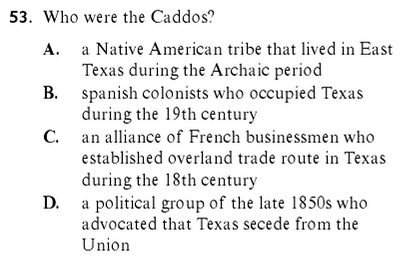 53. Who were the Caddos?
A. a Native American tribe that lived in East
Texas during the Archaic period
B. spanish colonists who occupied Texas
during the 19th century
C. an alliance of French businessmen who
established overland trade route in Texas
during the 18th century
D. a political group of the late 1850s who
advocated that Texas secede from the
Union